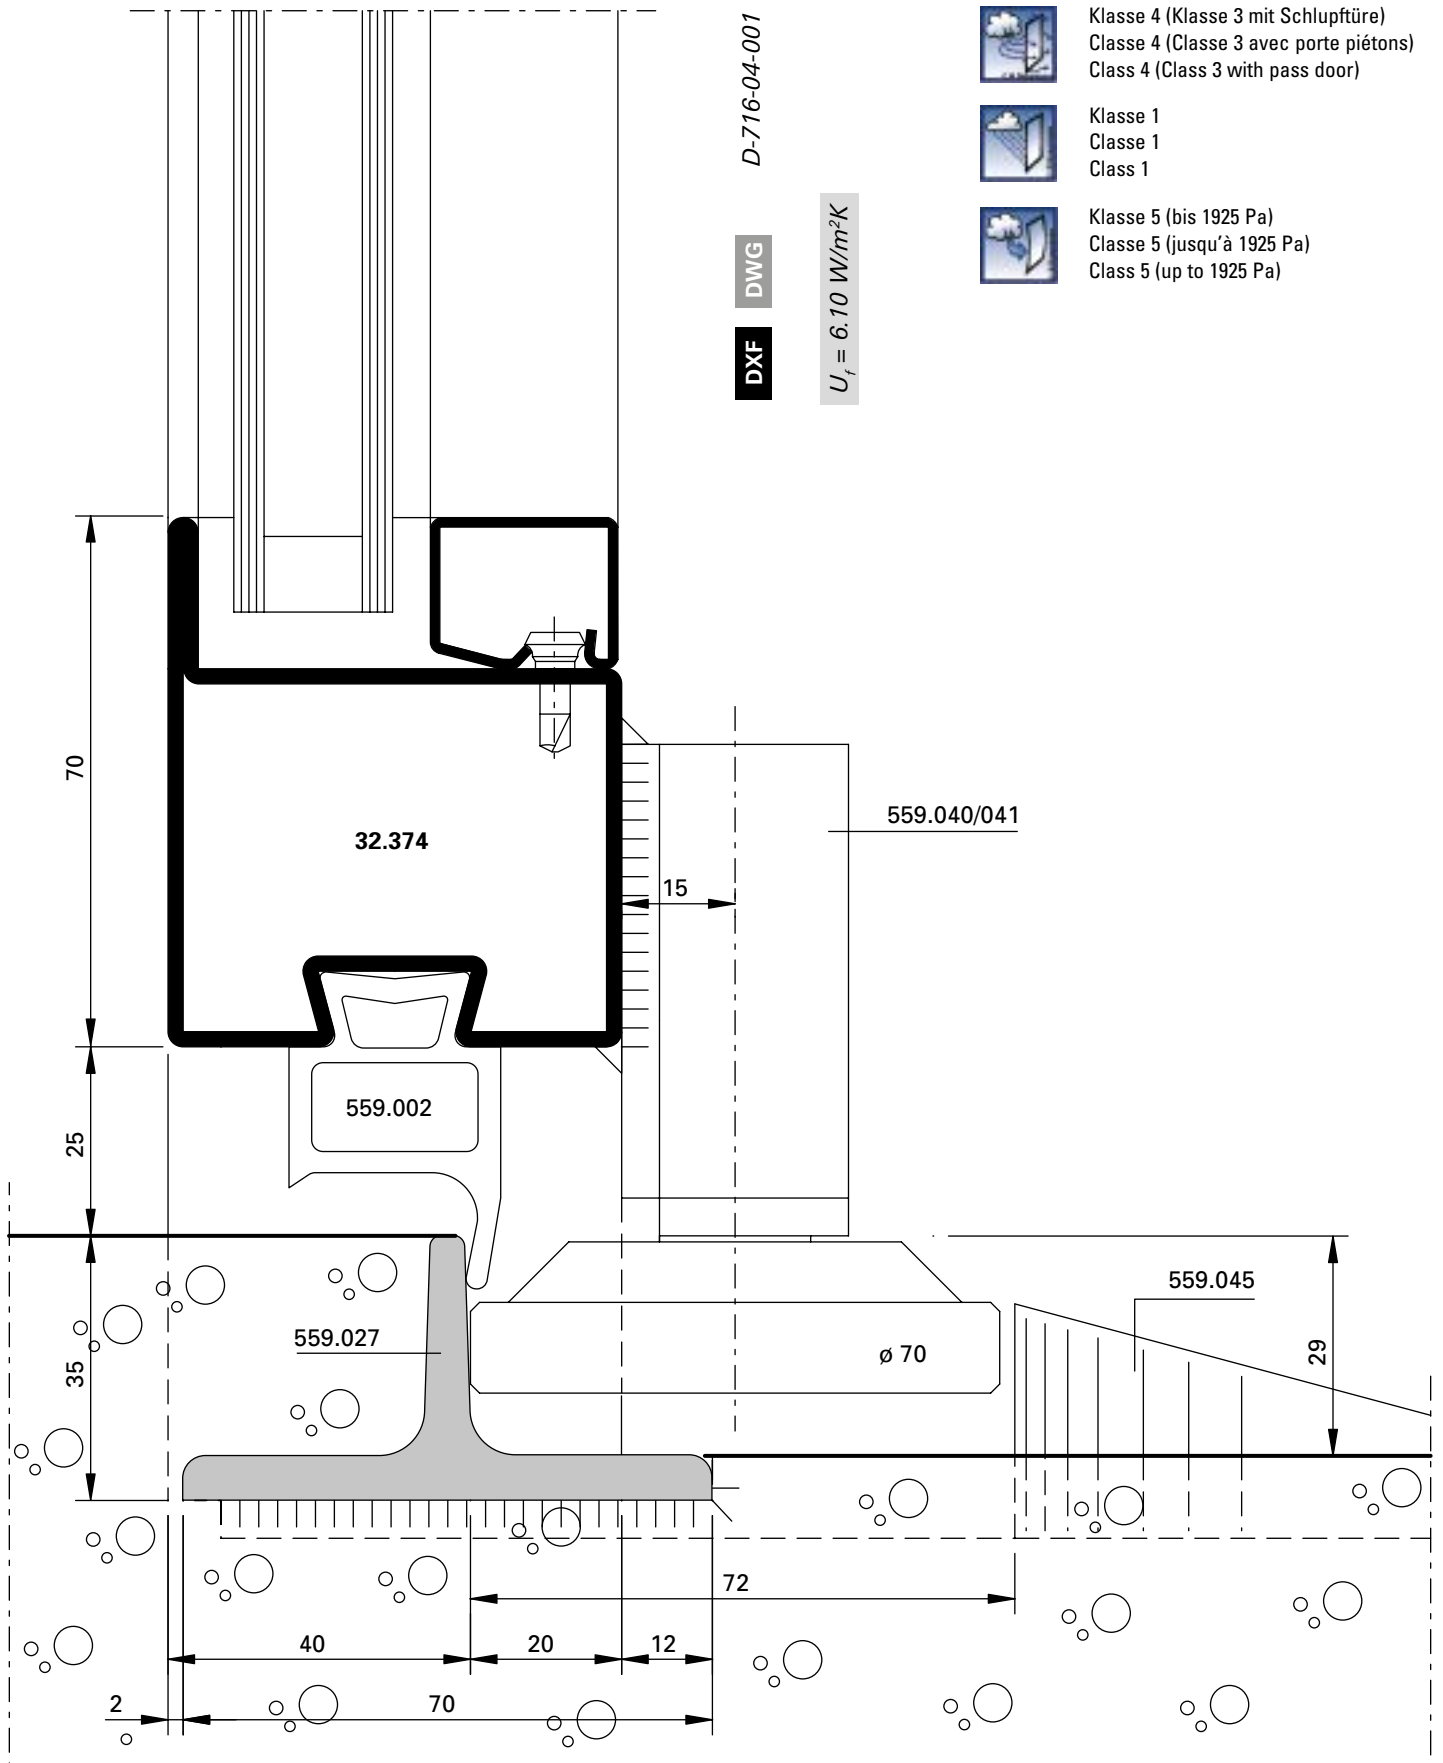 D-716-04-001
DXF
DWG
U_f = 6.10 W/m²K
Klasse 4 (Klasse 3 mit Schlupftüre)
Classe 4 (Classe 3 avec porte piétons)
Class 4 (Class 3 with pass door)
Klasse 1
Classe 1
Class 1
Klasse 5 (bis 1925 Pa)
Classe 5 (jusqu'à 1925 Pa)
Class 5 (up to 1925 Pa)
70
32.374
559.040/041
15
25
559.002
35
559.027
ø 70
559.045
29
72
40
20
12
2
70